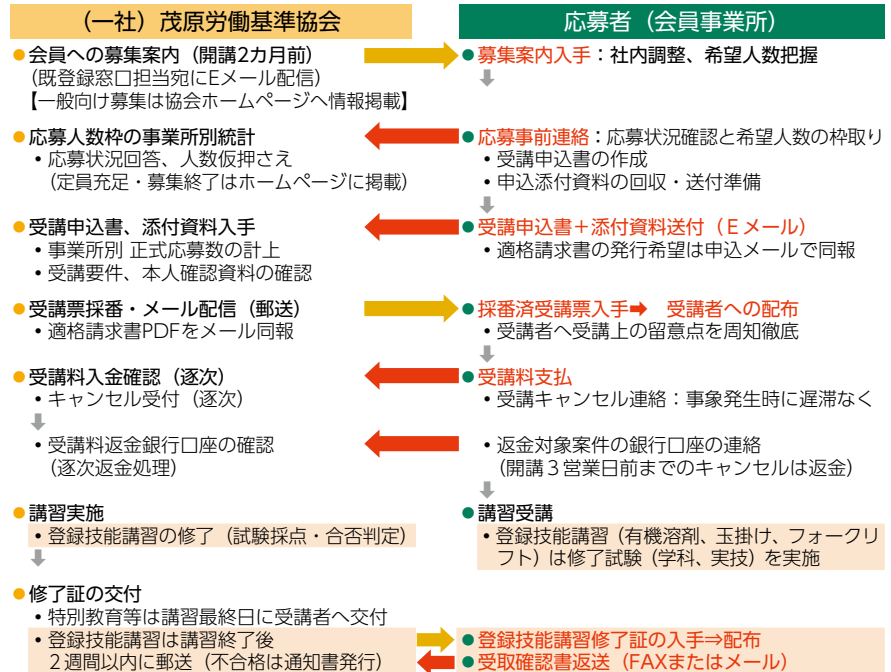 （一社）茂原労働基準協会
●会員への募集案内（開講2カ月前）
（既登録窓口担当宛にEメール配信）
【一般向け募集は協会ホームページへ情報掲載】
●応募人数枠の事業所別統計
• 応募状況回答、人数仮押さえ
（定員充足・募集終了はホームページに掲載）
●受講申込書、添付資料入手
• 事業所別 正式応募数の計上
• 受講要件、本人確認資料の確認
●受講票採番・メール配信（郵送）
• 適格請求書PDFをメール同報
●受講料入金確認（逐次）
• キャンセル受付（逐次）
• 受講料返金銀行口座の確認
（逐次返金処理）
●講習実施
• 登録技能講習の修了（試験採点・合否判定）
●修了証の交付
• 特別教育等は講習最終日に受講者へ交付
• 登録技能講習は講習終了後
２週間以内に郵送（不合格は通知書発行）
応募者（会員事業所）
●募集案内入手：社内調整、希望人数把握
●応募事前連絡：応募状況確認と希望人数の枠取り
• 受講申込書の作成
• 申込添付資料の回収・送付準備
●受講申込書＋添付資料送付（Ｅメール）
• 適格請求書の発行希望は申込メールで同報
●採番済受講票入手➡ 受講者への配布
• 受講者へ受講上の留意点を周知徹底
●受講料支払
• 受講キャンセル連絡：事象発生時に遅滞なく
• 返金対象案件の銀行口座の連絡
（開講３営業日前までのキャンセルは返金）
●講習受講
• 登録技能講習（有機溶剤、玉掛け、フォークリ
フト）は修了試験（学科、実技）を実施
●登録技能講習修了証の入手⇒配布
●受取確認書返送（FAXまたはメール）